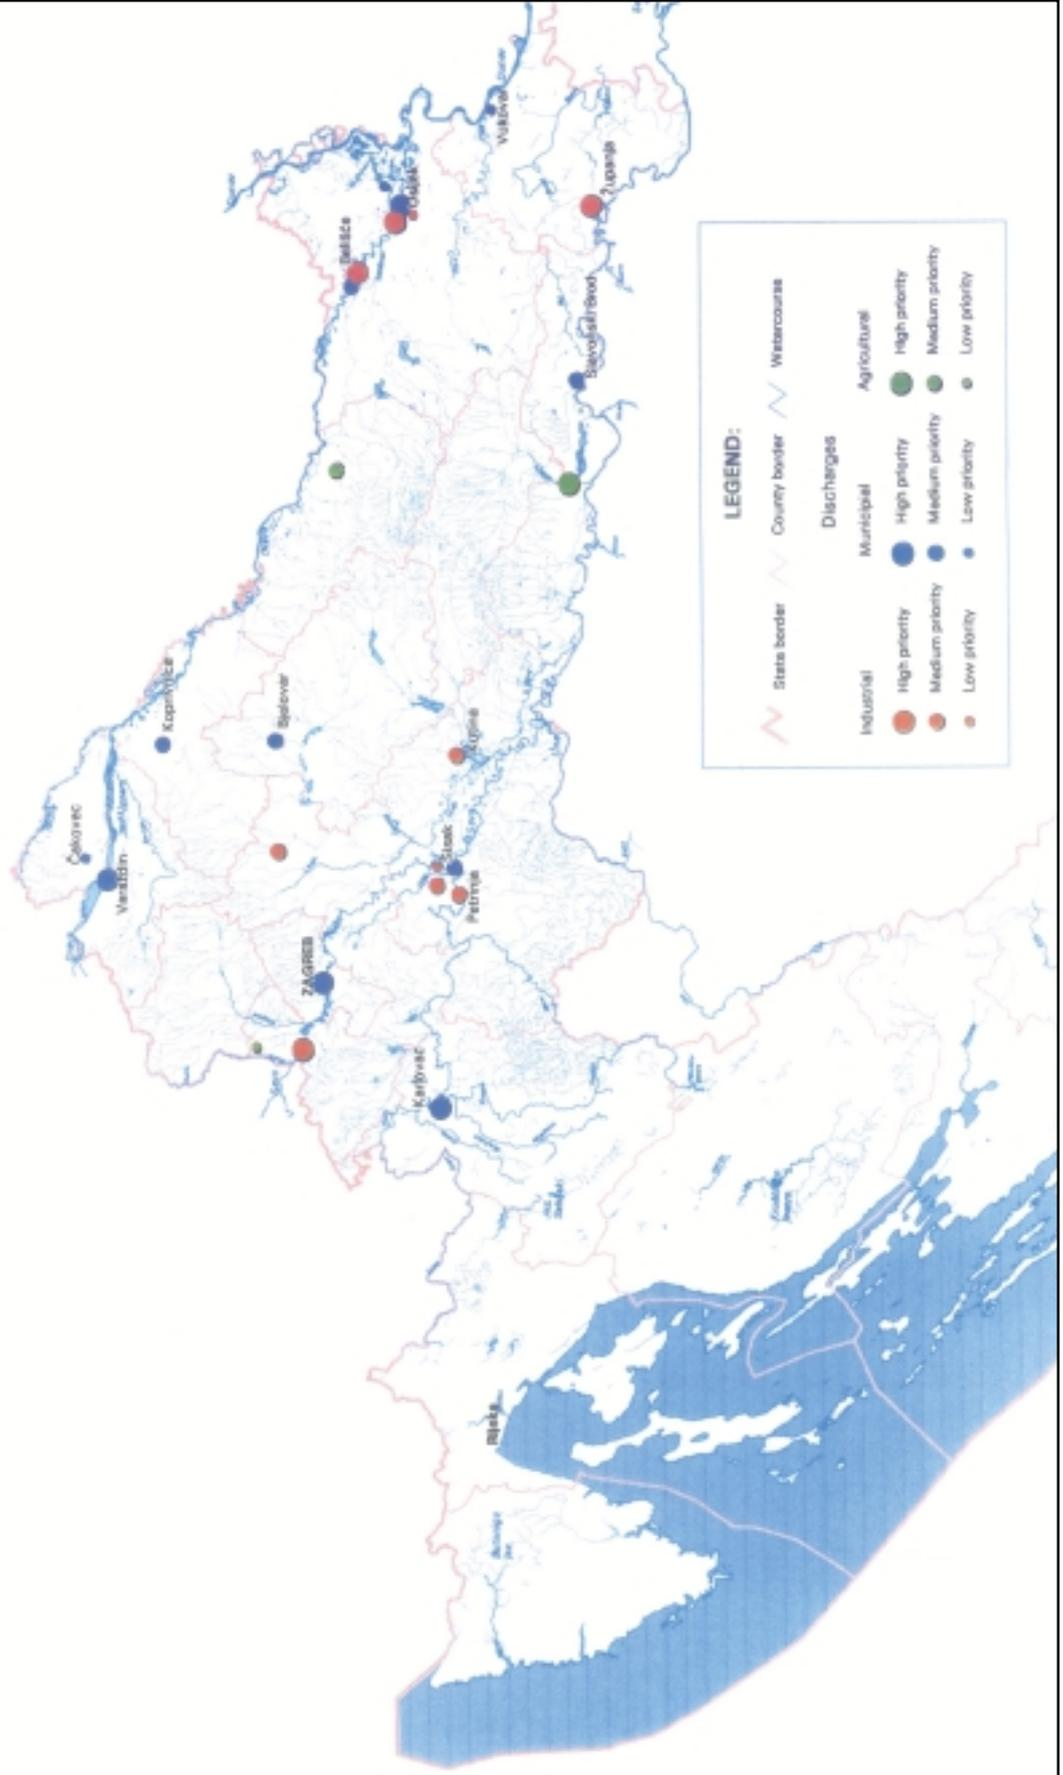 Čakovec
Varaždin
Koprivnica
Bjelovar
ZAGREB
Karlovac
Sisak
Petrinja
Kutina
Rijeka
Belišće
Osijek
Vukovar
Županja
Slavonski Brod
Sava
LEGEND:
State border County border Watercourse
Discharges
Industrial Municipial Agricultural
High priority High priority High priority
Medium priority Medium priority Medium priority
Low priority Low priority Low priority